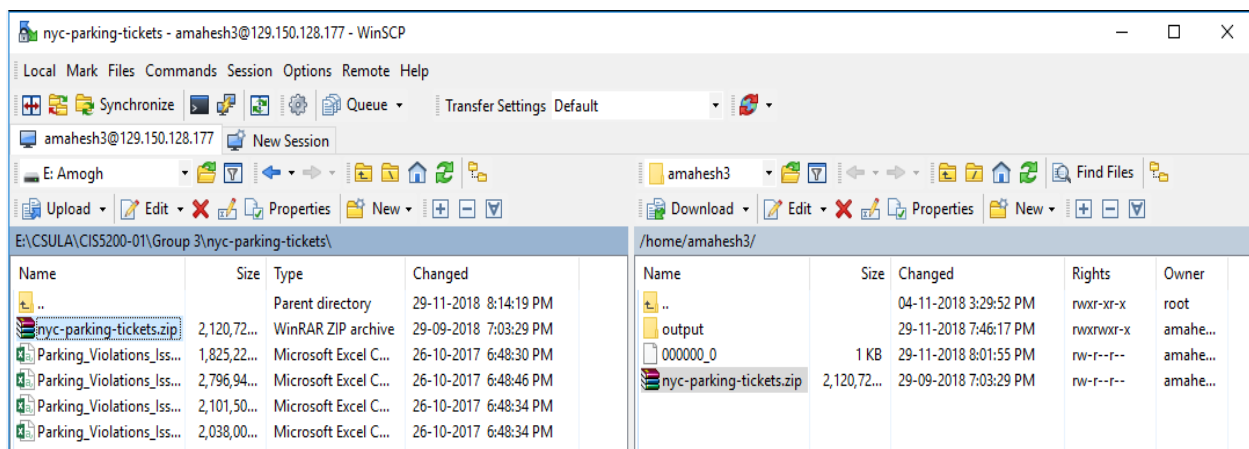 nyc-parking-tickets - amahesh3@129.150.128.177 - WinSCP
Local Mark Files Commands Session Options Remote Help
Synchronize Queue Transfer Settings Default
amahesh3@129.150.128.177 New Session
E: Amogh amahesh3 Find Files
Upload Edit Properties New Download Edit Properties New
E:\CSULA\CIS5200-01\Group 3\nyc-parking-tickets\ /home/amahesh3/
Name Size Type Changed Name Size Changed Rights Owner
.. Parent directory 29-11-2018 8:14:19 PM .. 04-11-2018 3:29:52 PM rwxr-xr-x root
nyc-parking-tickets.zip 2,120,72... WinRAR ZIP archive 29-09-2018 7:03:29 PM output 29-11-2018 7:46:17 PM rwxrwxr-x amahe...
Parking_Violations_Iss... 1,825,22... Microsoft Excel C... 26-10-2017 6:48:30 PM 000000_0 1 KB 29-11-2018 8:01:55 PM rw-r--r-- amahe...
Parking_Violations_Iss... 2,796,94... Microsoft Excel C... 26-10-2017 6:48:46 PM nyc-parking-tickets.zip 2,120,72... 29-09-2018 7:03:29 PM rw-r--r-- amahe...
Parking_Violations_Iss... 2,101,50... Microsoft Excel C... 26-10-2017 6:48:34 PM
Parking_Violations_Iss... 2,038,00... Microsoft Excel C... 26-10-2017 6:48:34 PM